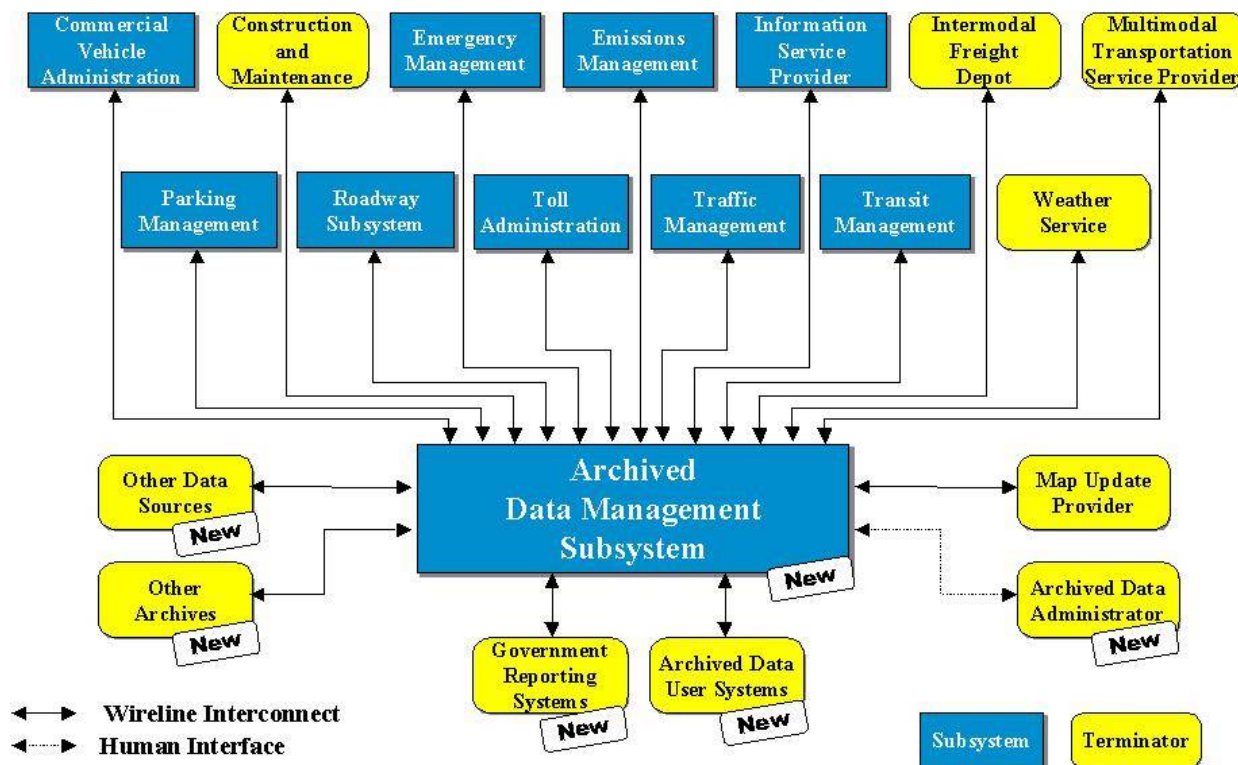 Commercial
Vehicle
Administration
Construction
and
Maintenance
Emergency
Management
Emissions
Management
Information
Service
Provider
Intermodal
Freight
Depot
Multimodal
Transportation
Service Provider
Parking
Management
Roadway
Subsystem
Toll
Administration
Traffic
Management
Transit
Management
Weather
Service
Archived
Data Management
Subsystem
New
Other Data
Sources
New
Other
Archives
New
Map Update
Provider
Archived Data
Administrator
New
Government
Reporting
Systems
New
Archived Data
User Systems
New
Wireline Interconnect
Human Interface
Subsystem
Terminator